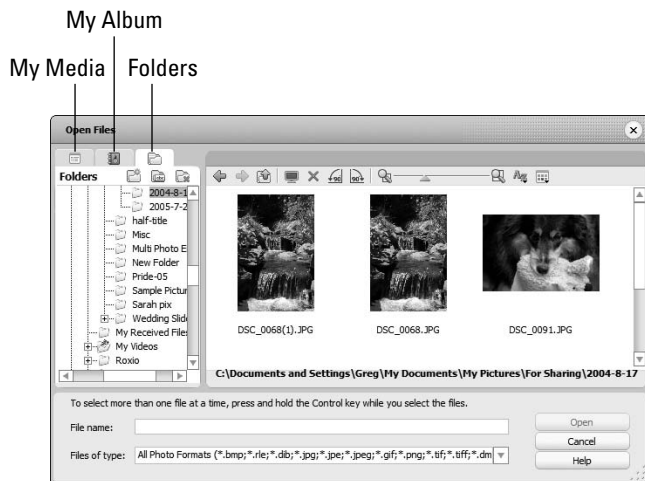 My Album
My Media Folders
Open Files
Folders
2004-8-1
2005-7-2
half-title
Misc
Multi Photo E
New Folder
Pride-05
Sample Pictur
Sarah pix
Wedding Slide
My Received Files
My Videos
Roxio
90 90
DSC_0068(1).JPG DSC_0068.JPG DSC_0091.JPG
C:\Documents and Settings\Greg\My Documents\My Pictures\For Sharing\2004-8-17
To select more than one file at a time, press and hold the Control key while you select the files.
File name:
Open
Cancel
Files of type: All Photo Formats (*.bmp;*.rle;*.dib;*.jpg;*.jpe;*.jpeg;*.gif;*.png;*.tif;*.tiff;*.dm
Help